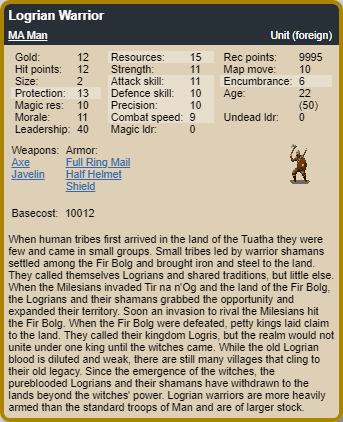 Logrian Warrior
MA Man Unit (foreign)
Gold: 12 Resources: 15 Rec points: 9995
Hit points: 12 Strength: 11 Map move: 10
Size: 2 Attack skill: 11 Encumbrance: 6
Protection: 13 Defence skill: 10 Age: 22
Magic res: 10 Precision: 10 (50)
Morale: 11 Combat speed: 9 Undead ldr: 0
Leadership: 40 Magic ldr: 0
Weapons: Armor:
Axe Full Ring Mail
Javelin Half Helmet
Shield
Basecost: 10012
When human tribes first arrived in the land of the Tuatha they were
few and came in small groups. Small tribes led by warrior shamans
settled among the Fir Bolg and brought iron and steel to the land.
They called themselves Logrians and shared traditions, but little else.
When the Milesians invaded Tir na n'Og and the land of the Fir Bolg,
the Logrians and their shamans grabbed the opportunity and
expanded their territory. Soon an invasion to rival the Milesians hit
the Fir Bolg. When the Fir Bolg were defeated, petty kings laid claim
to the land. They called their kingdom Logris, but the realm would not
unite under one king until the witches came. While the old Logrian
blood is diluted and weak, there are still many villages that cling to
their old legacy. Since the emergence of the witches, the
pureblooded Logrians and their shamans have withdrawn to the
lands beyond the witches' power. Logrian warriors are more heavily
armed than the standard troops of Man and are of larger stock.